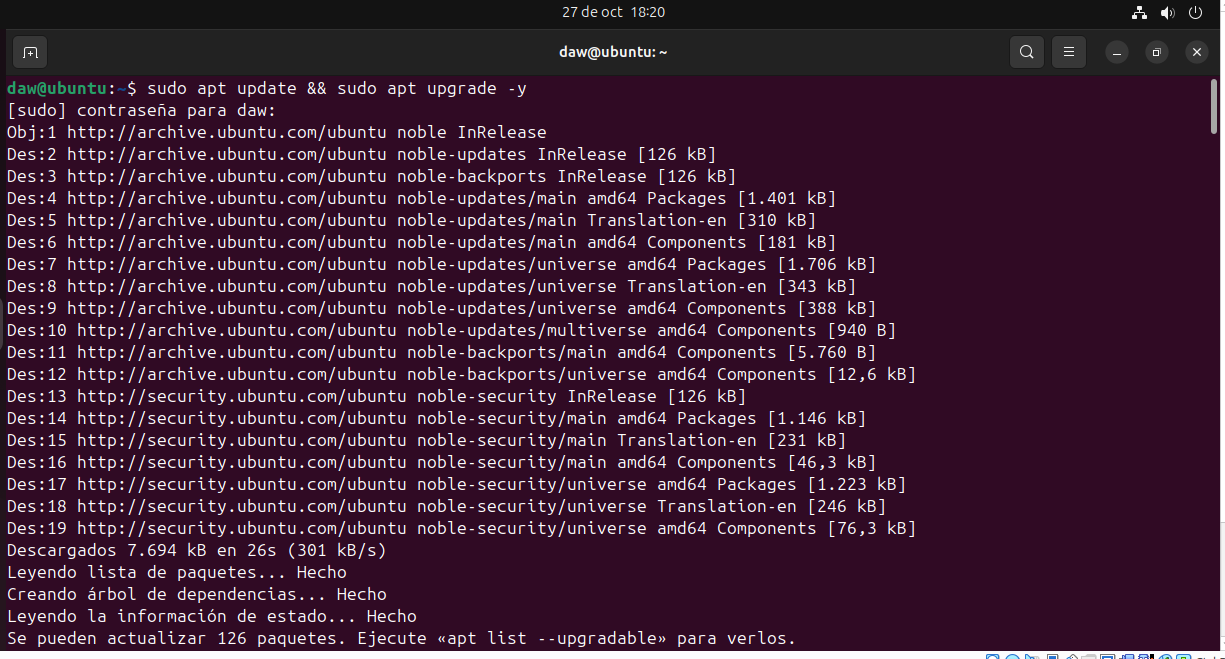 27 de oct 18:20
daw@ubuntu: ~
daw@ubuntu:~$ sudo apt update && sudo apt upgrade -y
[sudo] contraseña para daw:
Obj:1 http://archive.ubuntu.com/ubuntu noble InRelease
Des:2 http://archive.ubuntu.com/ubuntu noble-updates InRelease [126 kB]
Des:3 http://archive.ubuntu.com/ubuntu noble-backports InRelease [126 kB]
Des:4 http://archive.ubuntu.com/ubuntu noble-updates/main amd64 Packages [1.401 kB]
Des:5 http://archive.ubuntu.com/ubuntu noble-updates/main Translation-en [310 kB]
Des:6 http://archive.ubuntu.com/ubuntu noble-updates/main amd64 Components [181 kB]
Des:7 http://archive.ubuntu.com/ubuntu noble-updates/universe amd64 Packages [1.706 kB]
Des:8 http://archive.ubuntu.com/ubuntu noble-updates/universe Translation-en [343 kB]
Des:9 http://archive.ubuntu.com/ubuntu noble-updates/universe amd64 Components [388 kB]
Des:10 http://archive.ubuntu.com/ubuntu noble-updates/multiverse amd64 Components [940 B]
Des:11 http://archive.ubuntu.com/ubuntu noble-backports/main amd64 Components [5.760 B]
Des:12 http://archive.ubuntu.com/ubuntu noble-backports/universe amd64 Components [12,6 kB]
Des:13 http://security.ubuntu.com/ubuntu noble-security InRelease [126 kB]
Des:14 http://security.ubuntu.com/ubuntu noble-security/main amd64 Packages [1.146 kB]
Des:15 http://security.ubuntu.com/ubuntu noble-security/main Translation-en [231 kB]
Des:16 http://security.ubuntu.com/ubuntu noble-security/main amd64 Components [46,3 kB]
Des:17 http://security.ubuntu.com/ubuntu noble-security/universe amd64 Packages [1.223 kB]
Des:18 http://security.ubuntu.com/ubuntu noble-security/universe Translation-en [246 kB]
Des:19 http://security.ubuntu.com/ubuntu noble-security/universe amd64 Components [76,3 kB]
Descargados 7.694 kB en 26s (301 kB/s)
Leyendo lista de paquetes... Hecho
Creando árbol de dependencias... Hecho
Leyendo la información de estado... Hecho
Se pueden actualizar 126 paquetes. Ejecute «apt list --upgradable» para verlos.